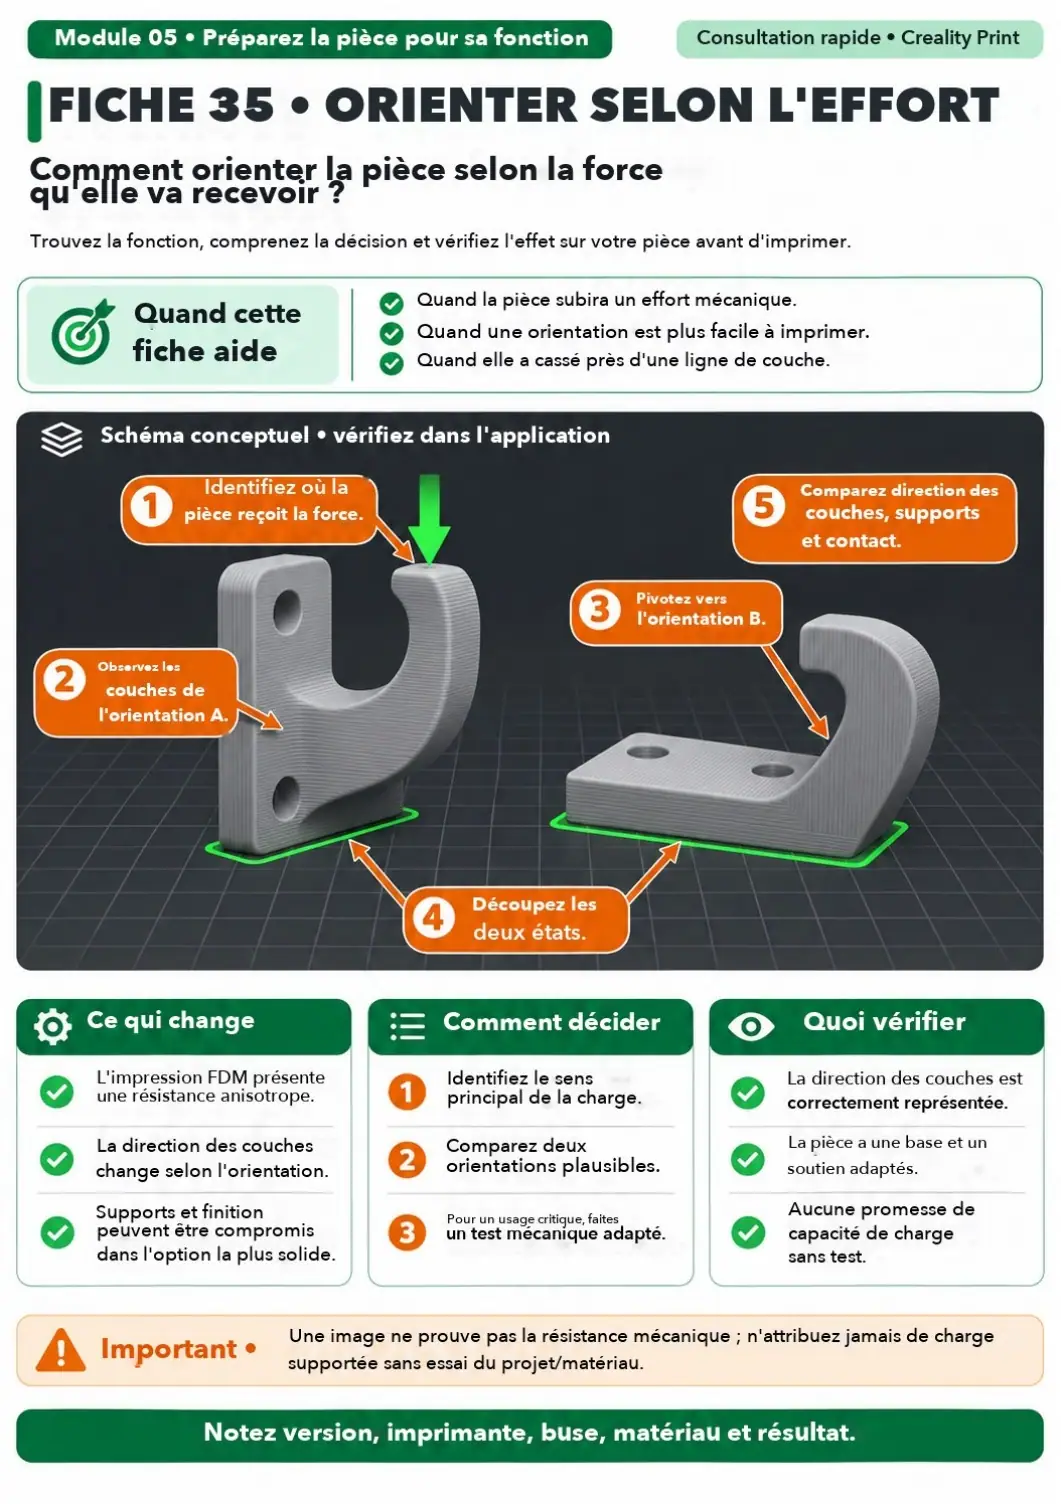 Module 05 • Préparez la pièce pour sa fonction
Consultation rapide • Creality Print
FICHE 35 • ORIENTER SELON L'EFFORT
Comment orienter la pièce selon la force
qu'elle va recevoir ?
Trouvez la fonction, comprenez la décision et vérifiez l'effet sur votre pièce avant d'imprimer.
Quand cette
fiche aide
Quand la pièce subira un effort mécanique.
Quand une orientation est plus facile à imprimer.
Quand elle a cassé près d'une ligne de couche.
Schéma conceptuel • vérifiez dans l'application
1
Identifiez où la
pièce reçoit la force.
2
Observez les
couches de
l'orientation A.
3
Pivotez vers
l'orientation B.
4
Découpez les
deux états.
5
Comparez direction des
couches, supports
et contact.
Ce qui change
L'impression FDM présente
une résistance anisotrope.
La direction des couches
change selon l'orientation.
Supports et finition
peuvent être compromis
dans l'option la plus solide.
Comment décider
1
Identifiez le sens
principal de la charge.
2
Comparez deux
orientations plausibles.
3
Pour un usage critique, faites
un test mécanique adapté.
Quoi vérifier
La direction des couches est
correctement représentée.
La pièce a une base et un
soutien adaptés.
Aucune promesse de
capacité de charge
sans test.
Important •
Une image ne prouve pas la résistance mécanique ; n'attribuez jamais de charge
supportée sans essai du projet/matériau.
Notez version, imprimante, buse, matériau et résultat.